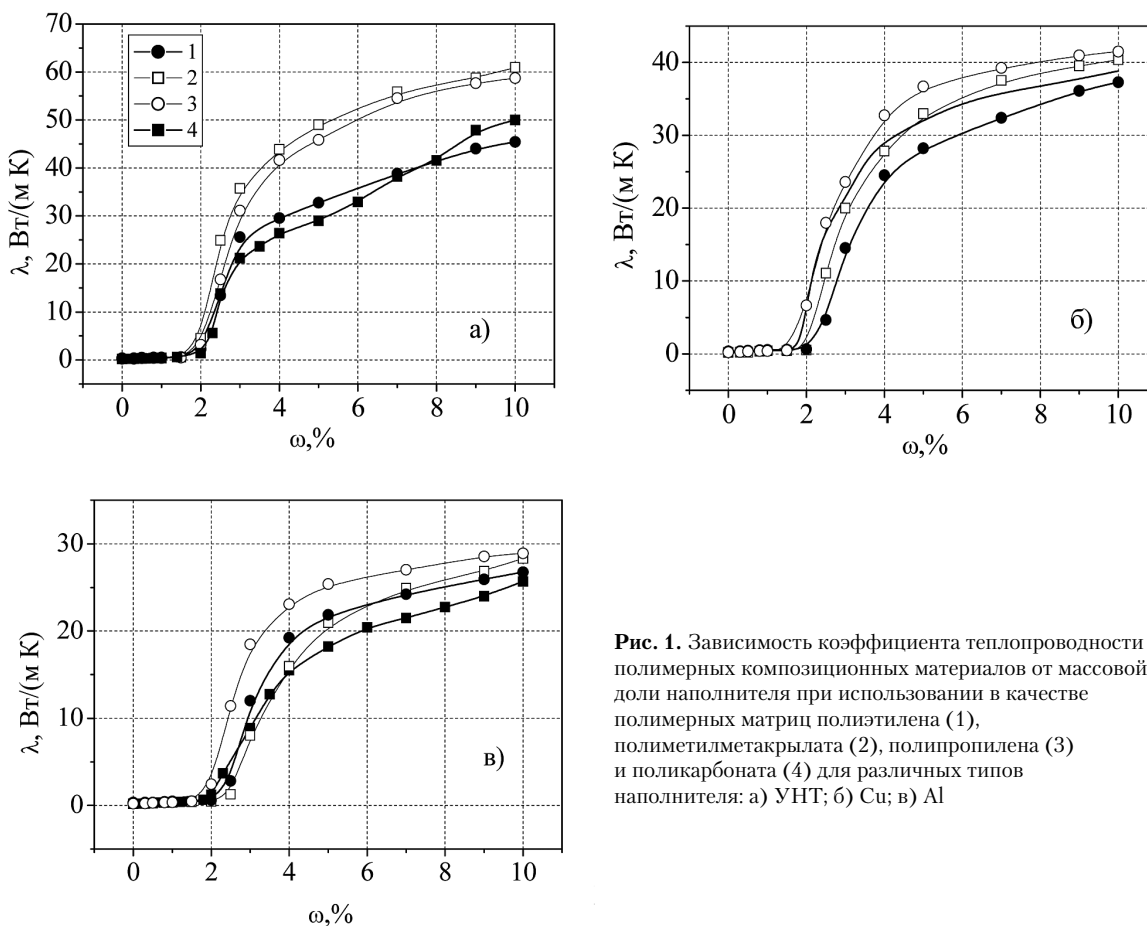 70
60
50
40
30
20
10
0
λ, Вт/(м К)
1
2
3
4
а)
0 2 4 6 8 10
ω,%
40
30
20
10
0
λ, Вт/(м К)
б)
0 2 4 6 8 10
ω,%
30
20
10
0
λ, Вт/(м К)
в)
0 2 4 6 8 10
ω,%
Рис. 1. Зависимость коэффициента теплопроводности
полимерных композиционных материалов от массовой
доли наполнителя при использовании в качестве
полимерных матриц полиэтилена (1),
полиметилметакрылата (2), полипропилена (3)
и поликарбоната (4) для различных типов
наполнителя: а) УНТ; б) Cu; в) Al